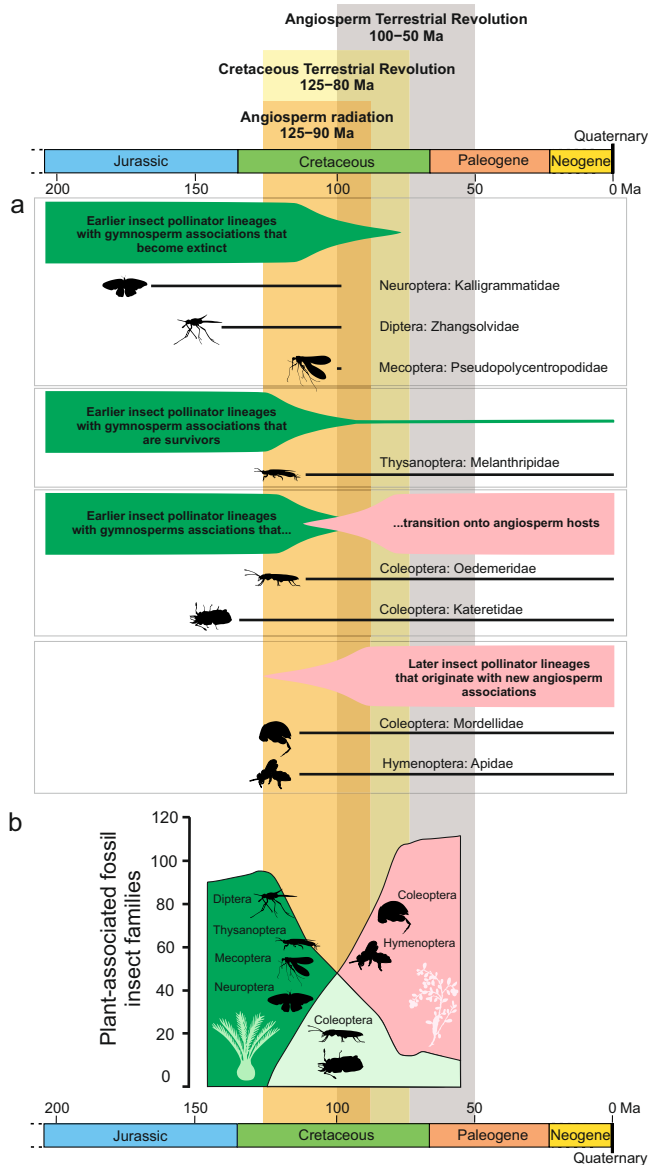 Angiosperm Terrestrial Revolution
100–50 Ma
Cretaceous Terrestrial Revolution
125–80 Ma
Angiosperm radiation
125–90 Ma
Quaternary
Jurassic
Cretaceous
Paleogene
Neogene
200
150
100
50
0 Ma
a
Earlier insect pollinator lineages
with gymnosperm associations that
become extinct
Neuroptera: Kalligrammatidae
Diptera: Zhangsolvidae
Mecoptera: Pseudopolycentropodidae
Earlier insect pollinator lineages
with gymnosperm associations that
are survivors
Thysanoptera: Melanthripidae
Earlier insect pollinator lineages
with gymnosperms assciations that...
...transition onto angiosperm hosts
Coleoptera: Oedemeridae
Coleoptera: Kateretidae
Later insect pollinator lineages
that originate with new angiosperm
associations
Coleoptera: Mordellidae
Hymenoptera: Apidae
b
Plant-associated fossil
insect families
120
100
80
60
40
20
0
Diptera
Thysanoptera
Mecoptera
Neuroptera
Coleoptera
Hymenoptera
Coleoptera
200
150
100
50
0 Ma
Jurassic
Cretaceous
Paleogene
Neogene
Quaternary